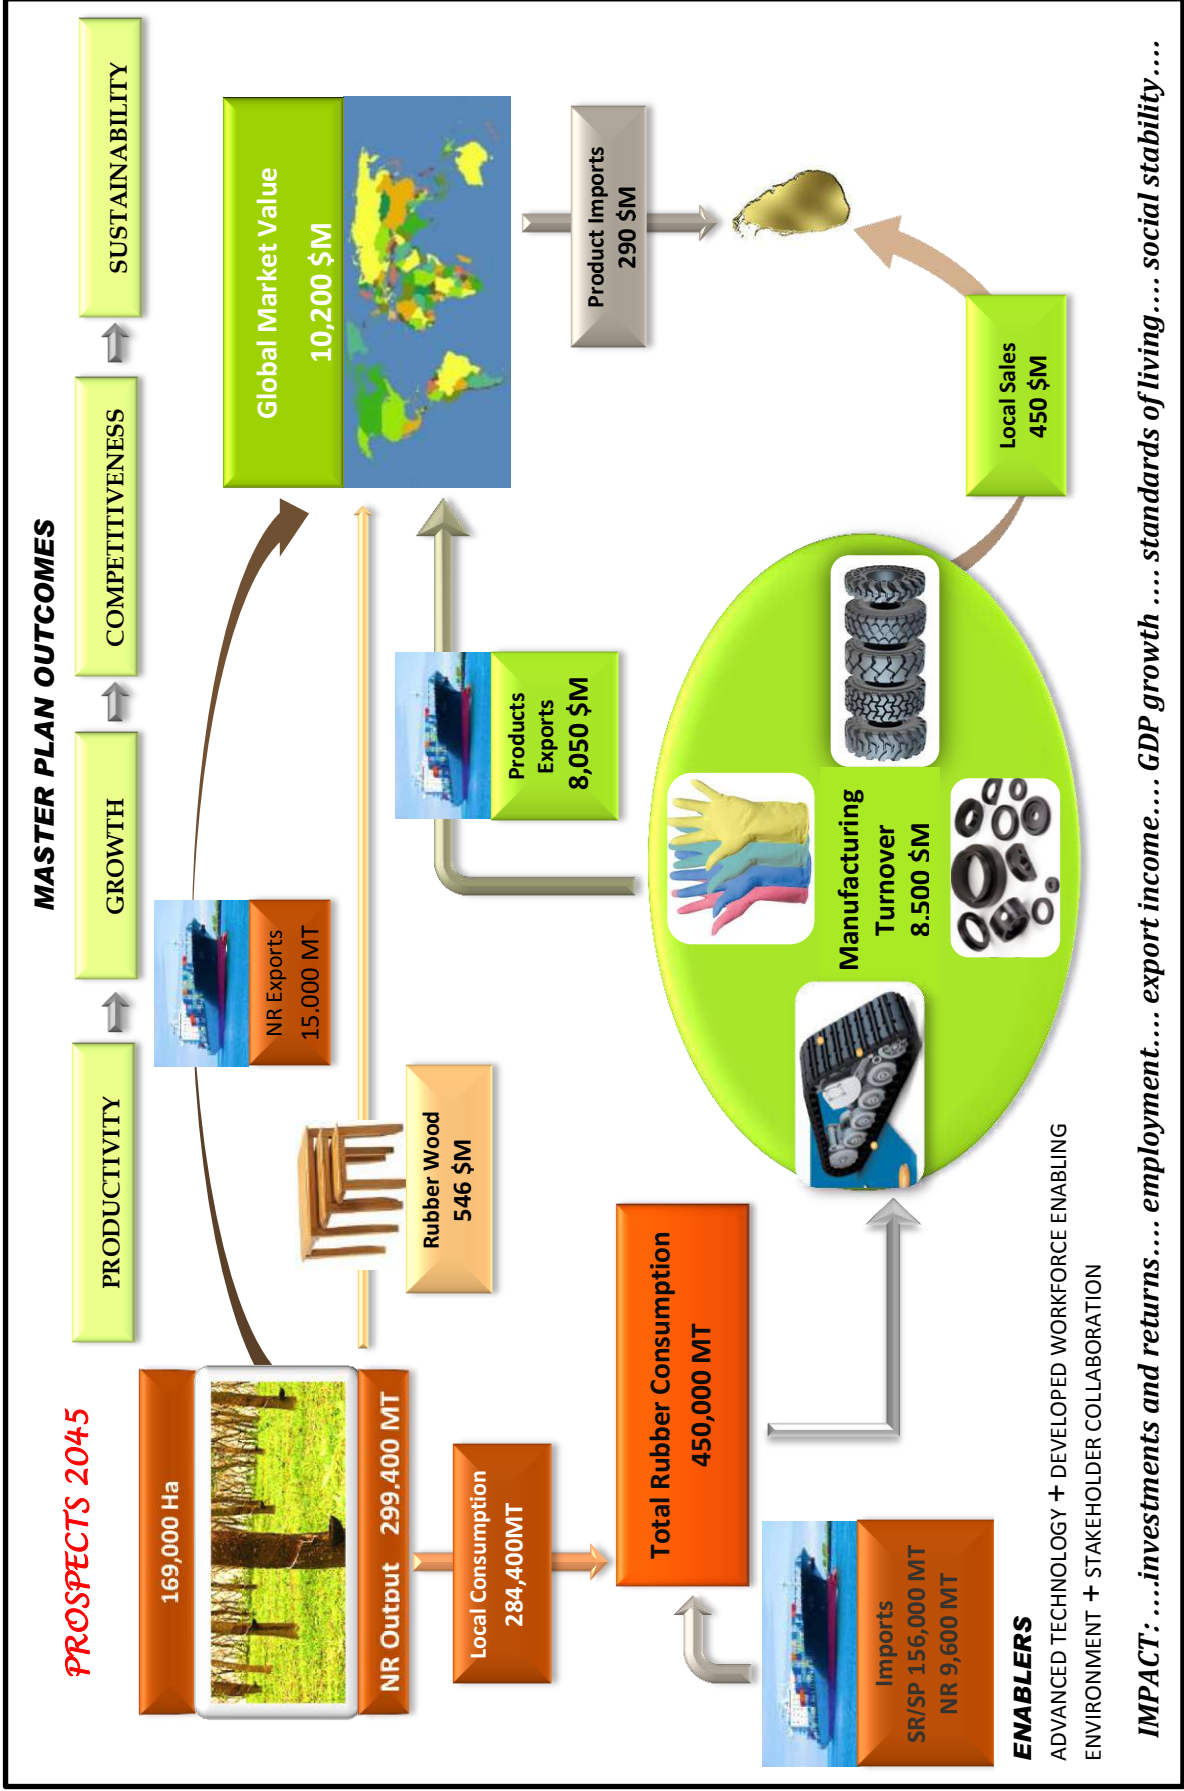 MASTER PLAN OUTCOMES
PROSPECTS 2045
PRODUCTIVITY
GROWTH
COMPETITIVENESS
SUSTAINABILITY
169,000 Ha
NR Output 299,400 MT
NR Exports
15.000 MT
Rubber Wood
546 $M
Global Market Value
10,200 $M
Local Consumption
284,400MT
Products
Exports
8,050 $M
Product Imports
290 $M
Total Rubber Consumption
450,000 MT
Imports
SR/SP 156,000 MT
NR 9,600 MT
Manufacturing
Turnover
8.500 $M
Local Sales
450 $M
ENABLERS
ADVANCED TECHNOLOGY + DEVELOPED WORKFORCE ENABLING
ENVIRONMENT + STAKEHOLDER COLLABORATION
IMPACT: …investments and returns…. employment…. export income…. GDP growth …. standards of living…. social stability….